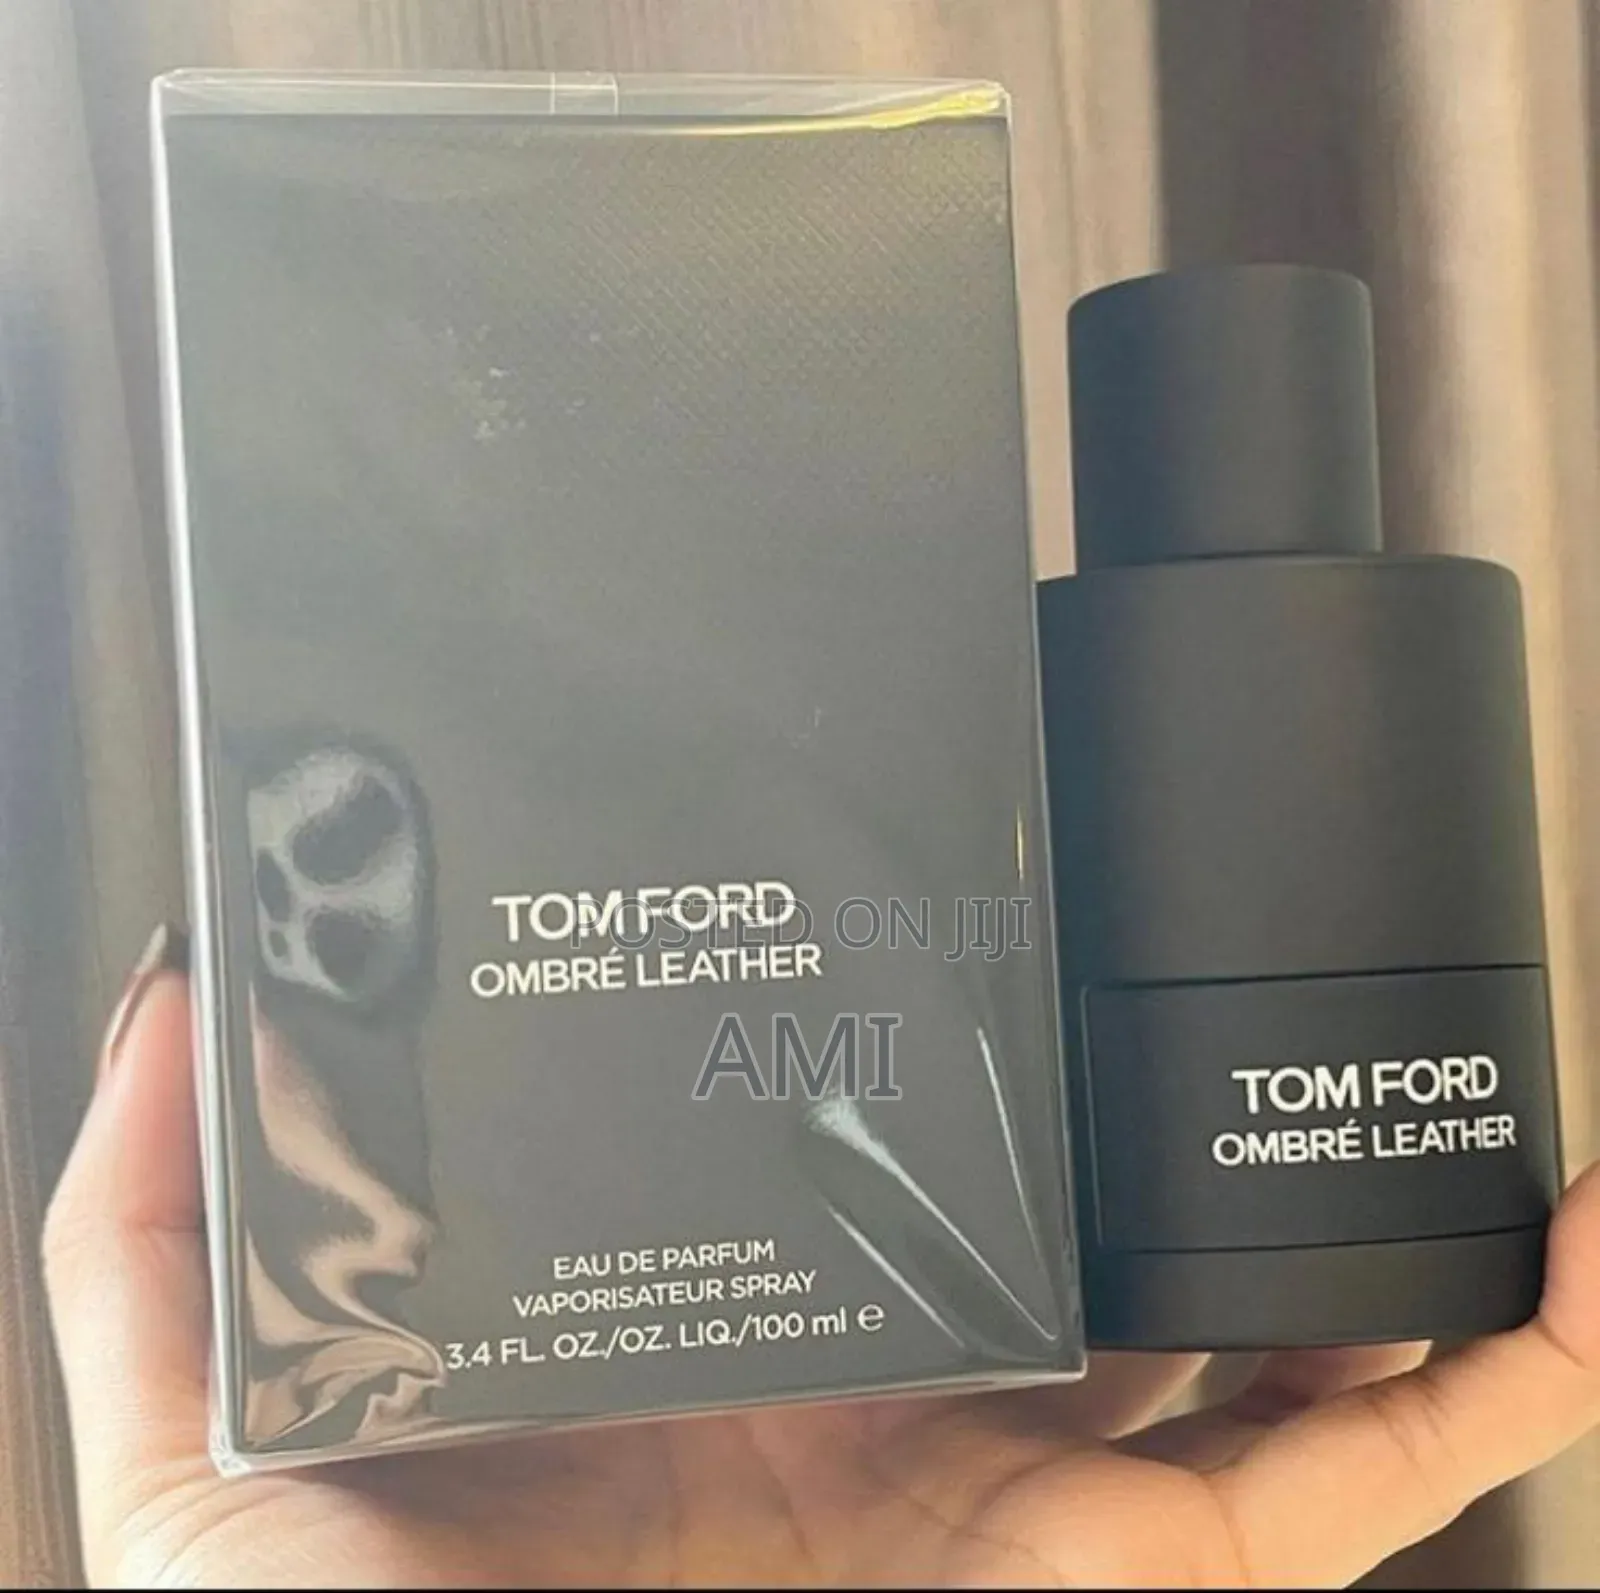 TOM FORD
OMBRÉ LEATHER
POSTED ON JIJI
AMI
EAU DE PARFUM
VAPORISATEUR SPRAY
3.4 FL. OZ./OZ. LIQ./100 ml e
TOM FORD
OMBRÉ LEATHER